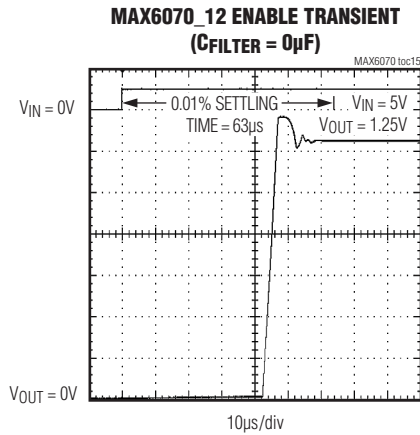 MAX6070_12 ENABLE TRANSIENT
(CFILTER = 0µF)
MAX6070 toc15
VIN = 0V
0.01% SETTLING
TIME = 63µs
VIN = 5V
VOUT = 1.25V
VOUT = 0V
10µs/div